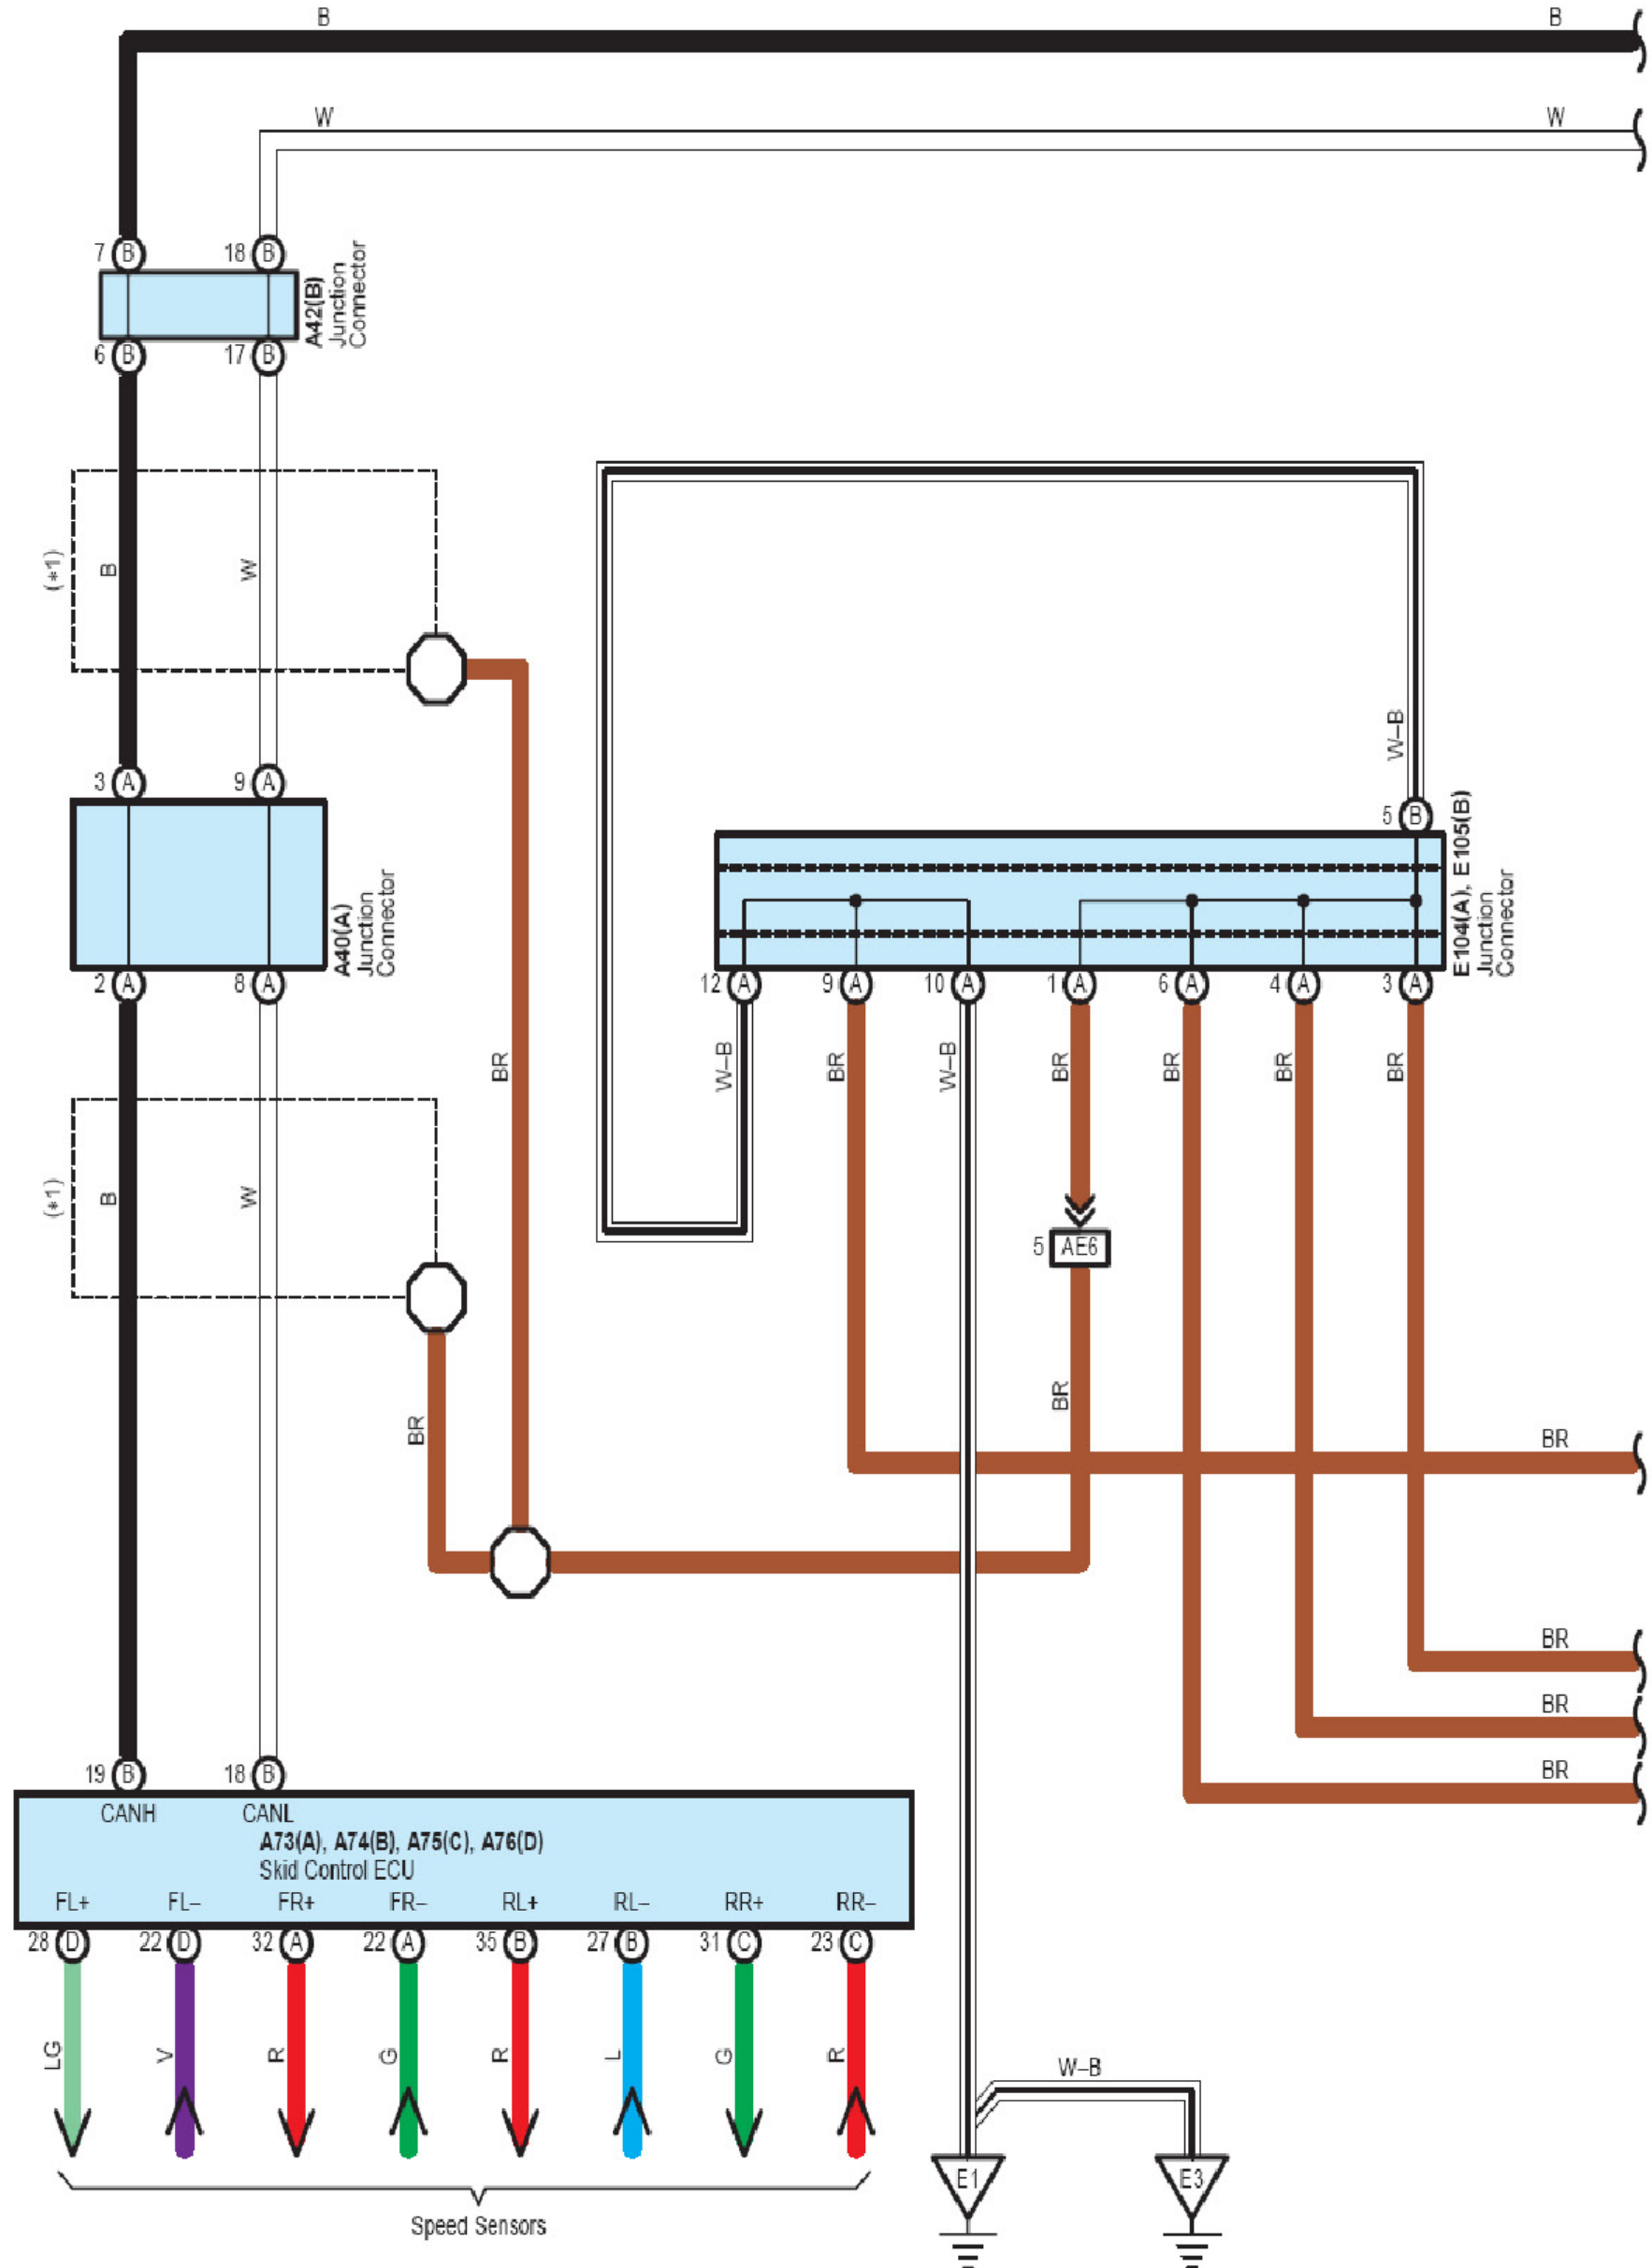 B B
W W
7 B 18 B
A42(B)
Junction
Connector
6 B 17 B
(*1) B W
3 A 9 A
A40(A)
Junction
Connector
2 A 8 A
BR
W–B
5 B
E104(A), E105(B)
Junction
Connector
12 A 9 A 10 A 1 A 6 A 4 A 3 A
W–B BR W–B BR BR BR BR
(*1) B W
5 AE6
BR BR
BR
BR
BR
BR
19 B 18 B
CANH CANL
A73(A), A74(B), A75(C), A76(D)
Skid Control ECU
FL+ FL– FR+ FR– RL+ RL– RR+ RR–
28 D 22 D 32 A 22 A 35 B 27 B 31 C 23 C
LG V R G R L G R
W–B
E1 E3
Speed Sensors